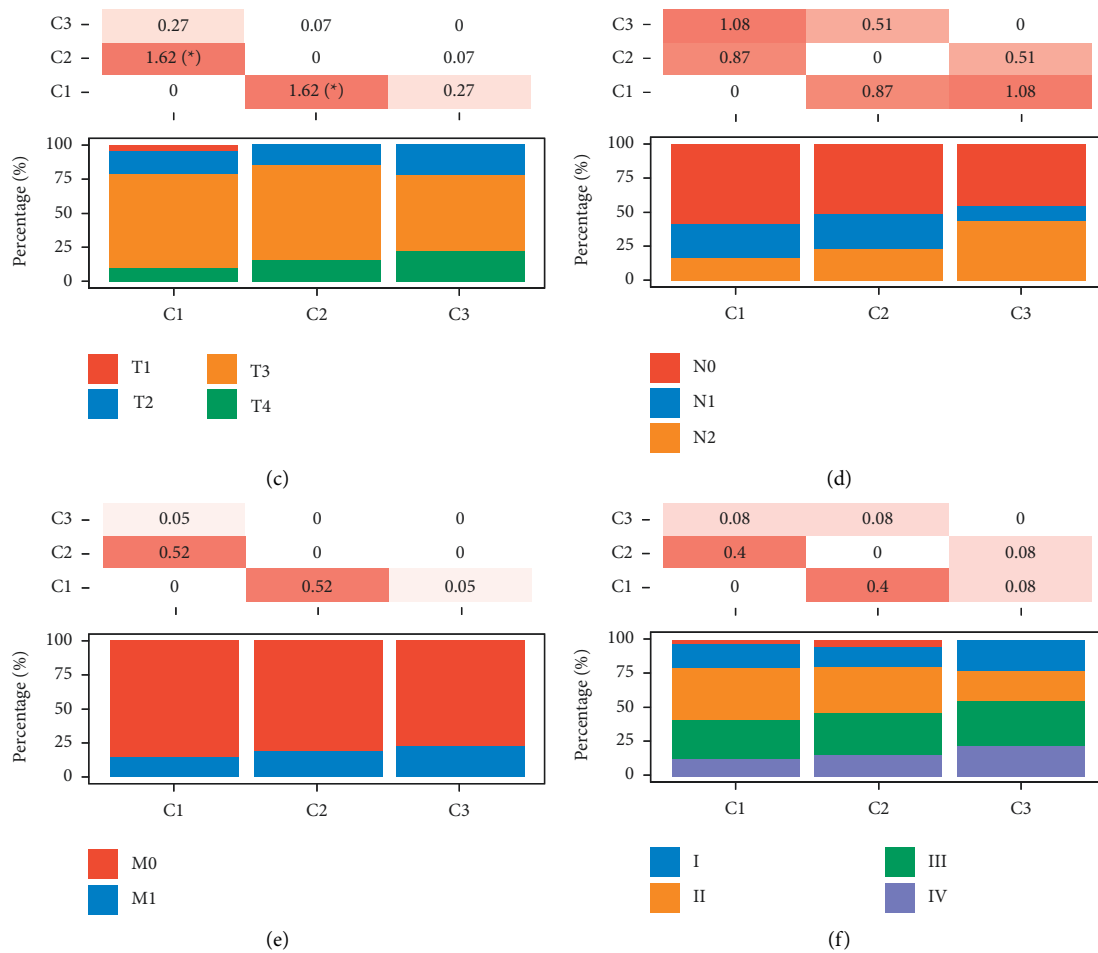 C3 0.27 0.07 0
C2 1.62 (*) 0 0.07
C1 0 1.62 (*) 0.27
Percentage (%)
100
75
50
25
0
C1 C2 C3
T1 T3
T2 T4
(c)
C3 1.08 0.51 0
C2 0.87 0 0.51
C1 0 0.87 1.08
Percentage (%)
100
75
50
25
0
C1 C2 C3
N0
N1
N2
(d)
C3 0.05 0 0
C2 0.52 0 0
C1 0 0.52 0.05
Percentage (%)
100
75
50
25
0
C1 C2 C3
M0
M1
(e)
C3 0.08 0.08 0
C2 0.4 0 0.08
C1 0 0.4 0.08
Percentage (%)
100
75
50
25
0
C1 C2 C3
I III
II IV
(f)